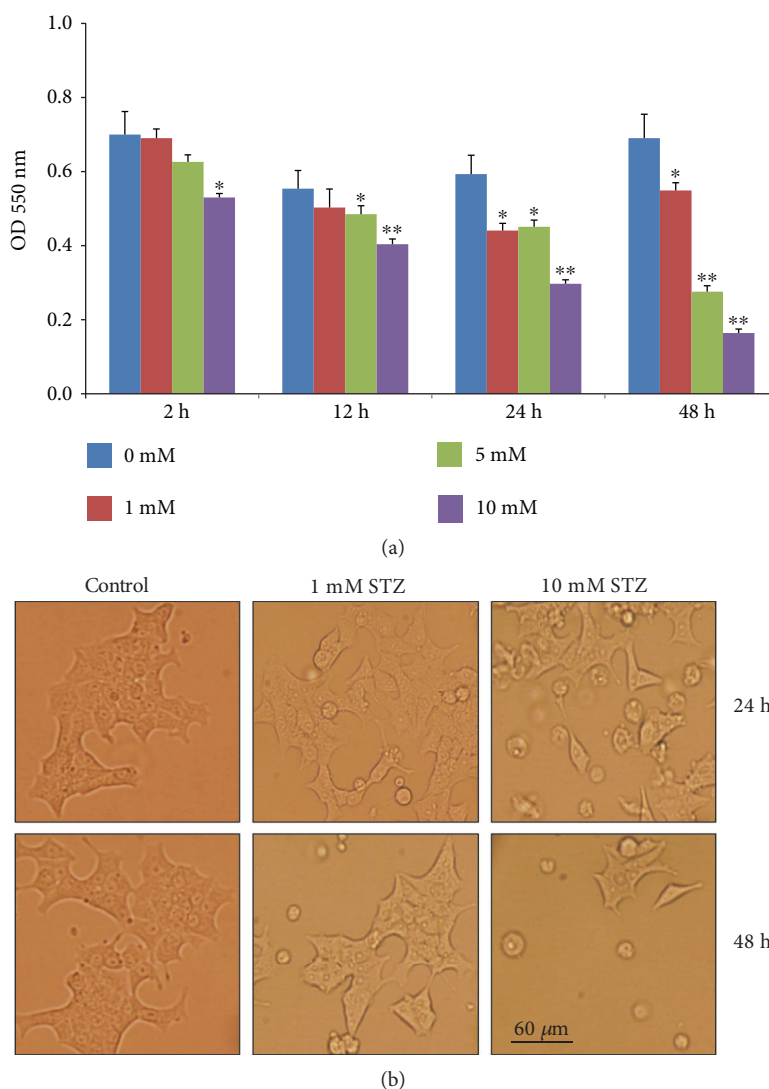 1.0
0.8
0.6
0.4
0.2
0.0
OD 550 nm
*
*
**
*
*
**
*
**
**
2 h 12 h 24 h 48 h
0 mM 5 mM
1 mM 10 mM
(a)
Control 1 mM STZ 10 mM STZ
24 h
48 h
60 μm
(b)